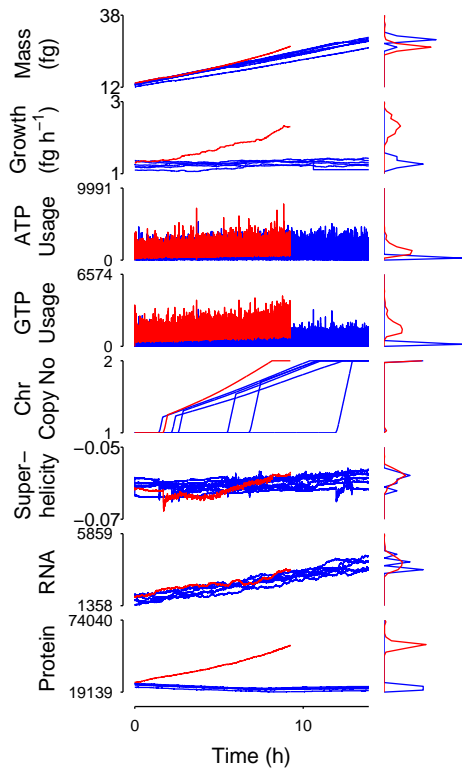 38
Mass
(fg)
12
3
Growth
(fg h−1)
1
9991
ATP
Usage
0
6574
GTP
Usage
0
2
Chr
Copy No
1
−0.05
Super−
helicity
−0.07
5859
RNA
1358
74040
Protein
19139
0 10
Time (h)